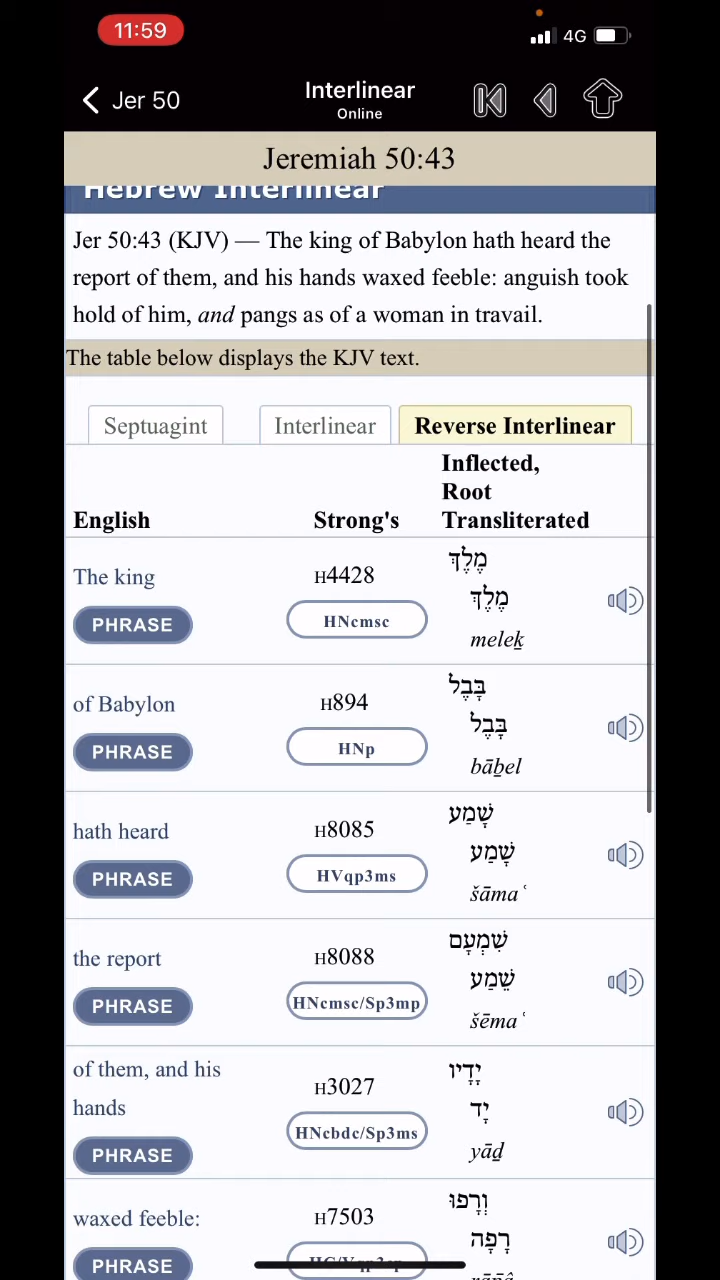 11:59
4G
Jer 50
Interlinear
Online
Jeremiah 50:43
Hebrew Interlinear
Jer 50:43 (KJV) — The king of Babylon hath heard the
report of them, and his hands waxed feeble: anguish took
hold of him, and pangs as of a woman in travail.
The table below displays the KJV text.
Septuagint
Interlinear
Reverse Interlinear
English
Strong's
Inflected,
Root
Transliterated
The king
PHRASE
H4428
HNcmsc
מֶלֶךְ
מֶלֶךְ
meleḵ
of Babylon
PHRASE
H894
HNp
בָּבֶל
בָּבֶל
bāḇel
hath heard
PHRASE
H8085
HVqp3ms
שָׁמַע
שָׁמַע
šāmaʿ
the report
PHRASE
H8088
HNcmsc/Sp3mp
שִׁמְעָם
שֵׁמַע
šēmaʿ
of them, and his
hands
PHRASE
H3027
HNcbdc/Sp3ms
יָדָיו
יָד
yāḏ
waxed feeble:
PHRASE
H7503
וְרָפוּ
רָפָה